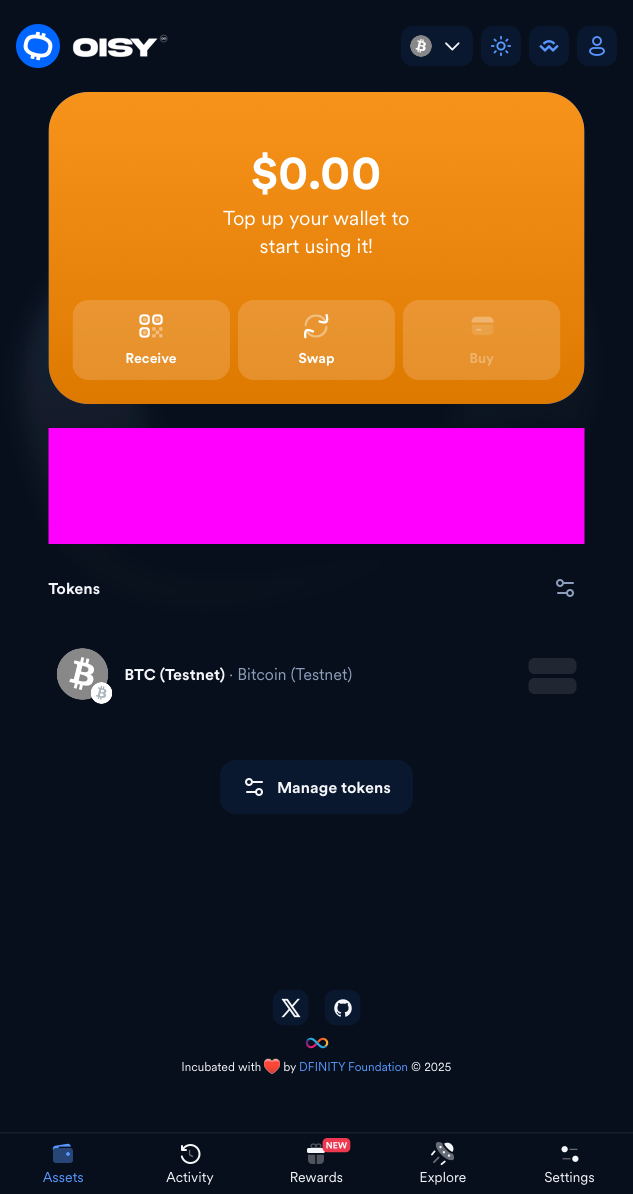 OISY
$0.00
Top up your wallet to
start using it!
Receive
Swap
Buy
Tokens
BTC (Testnet) · Bitcoin (Testnet)
Manage tokens
Incubated with ❤️ by DFINITY Foundation © 2025
NEW
Assets
Activity
Rewards
Explore
Settings